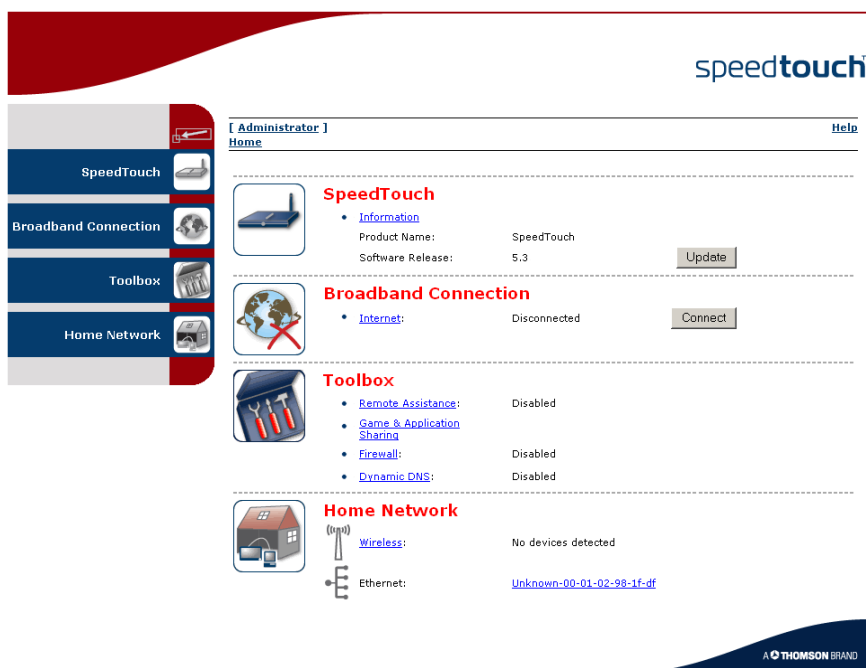 speedtouch
[ Administrator ]
Help
Home
SpeedTouch
Broadband Connection
Toolbox
Home Network
SpeedTouch
Information
Product Name: SpeedTouch
Software Release: 5.3 Update
Broadband Connection
Internet: Disconnected Connect
Toolbox
Remote Assistance: Disabled
Game & Application
Sharing
Firewall: Disabled
Dynamic DNS: Disabled
Home Network
Wireless: No devices detected
Ethernet: Unknown-00-01-02-98-1f-df
A THOMSON BRAND